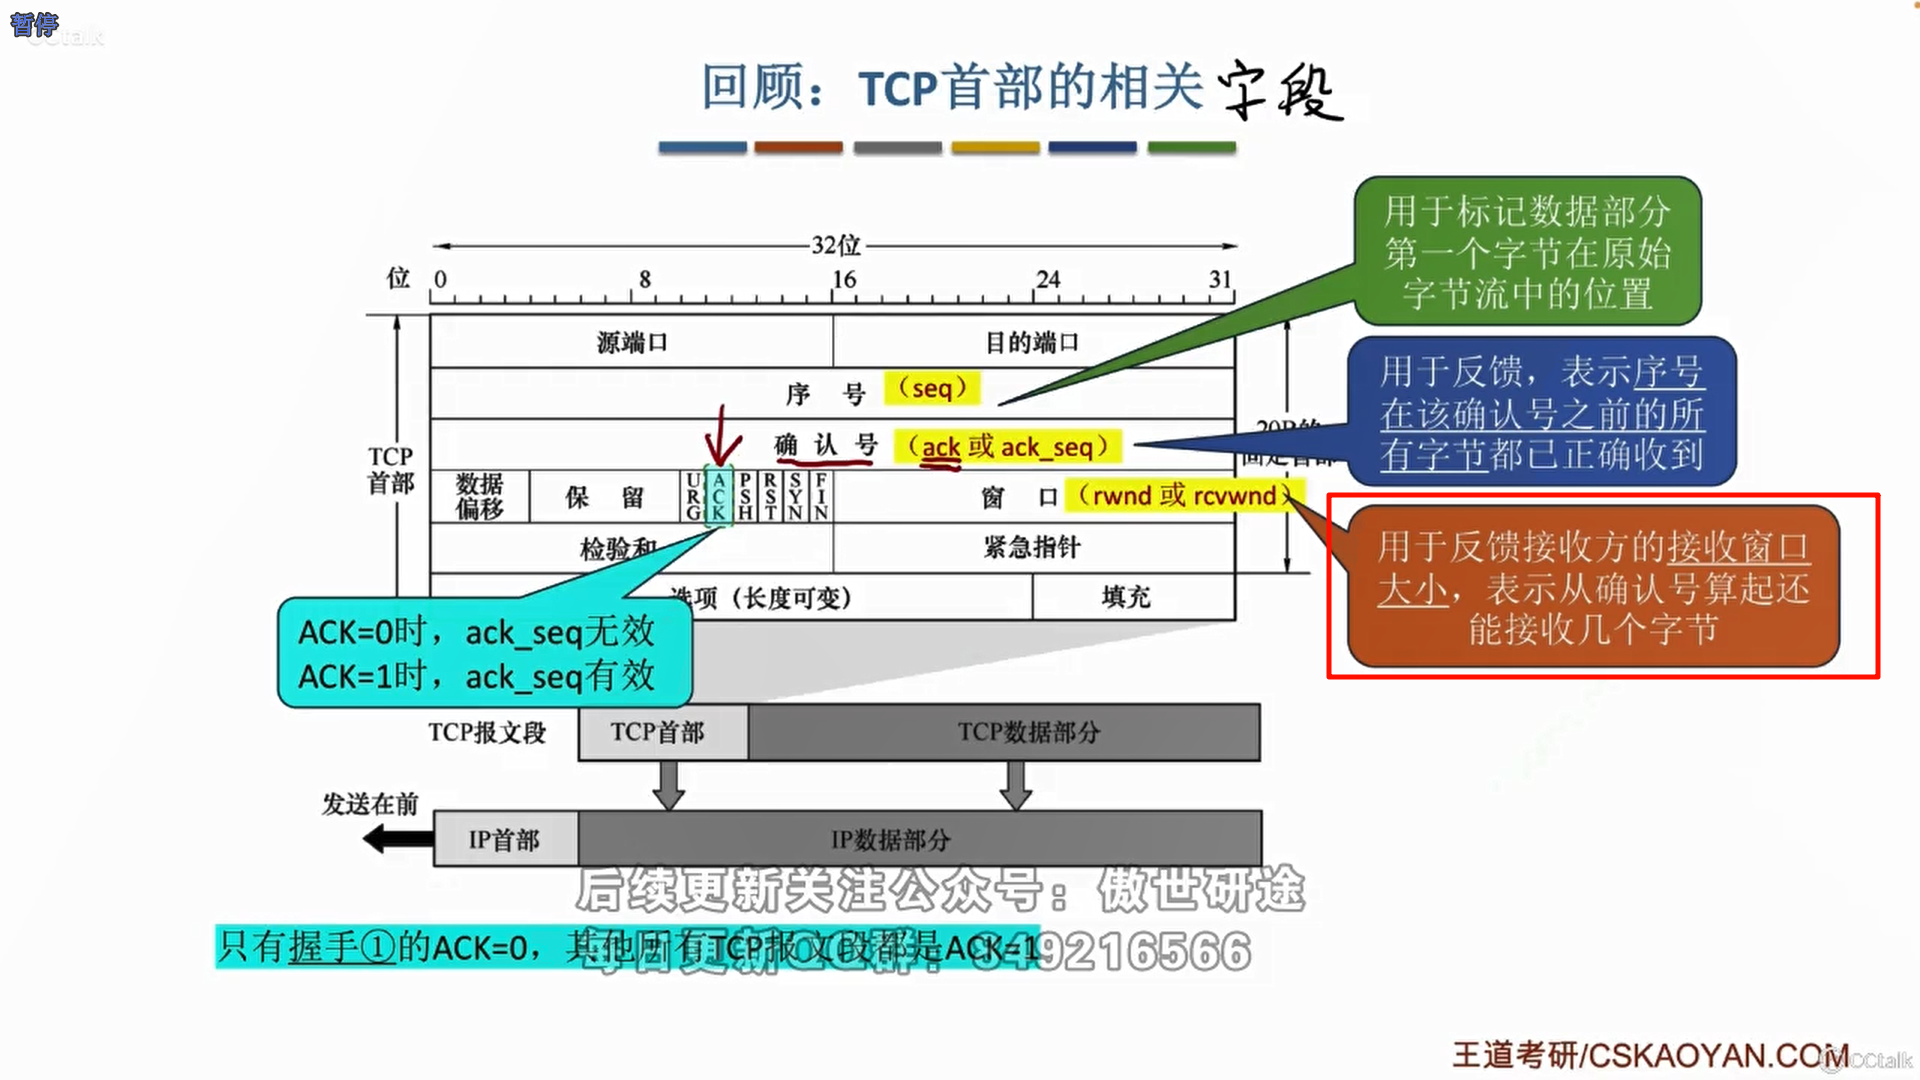 暂停
CCtalk
回顾：TCP首部的相关字段
32位
位 0 8 16 24 31
源端口 目的端口
序 号 （seq）
确 认 号 （ack 或 ack_seq）
TCP
首部
数据
偏移
保 留
URG ACK PSH RST SYN FIN
窗 口 （rwnd 或 rcvwnd）
检验和 紧急指针
选项（长度可变） 填充
用于标记数据部分
第一个字节在原始
字节流中的位置
用于反馈，表示序号
在该确认号之前的所
有字节都已正确收到
用于反馈接收方的接收窗口
大小，表示从确认号算起还
能接收几个字节
ACK=0时，ack_seq无效
ACK=1时，ack_seq有效
TCP报文段 TCP首部 TCP数据部分
发送在前
IP首部 IP数据部分
后续更新关注公众号：傲世研途
只有握手①的ACK=0，其他所有TCP报文段都是ACK=1
每日更新QQ群：849216566
王道考研/CSKAOYAN.COM
CCtalk